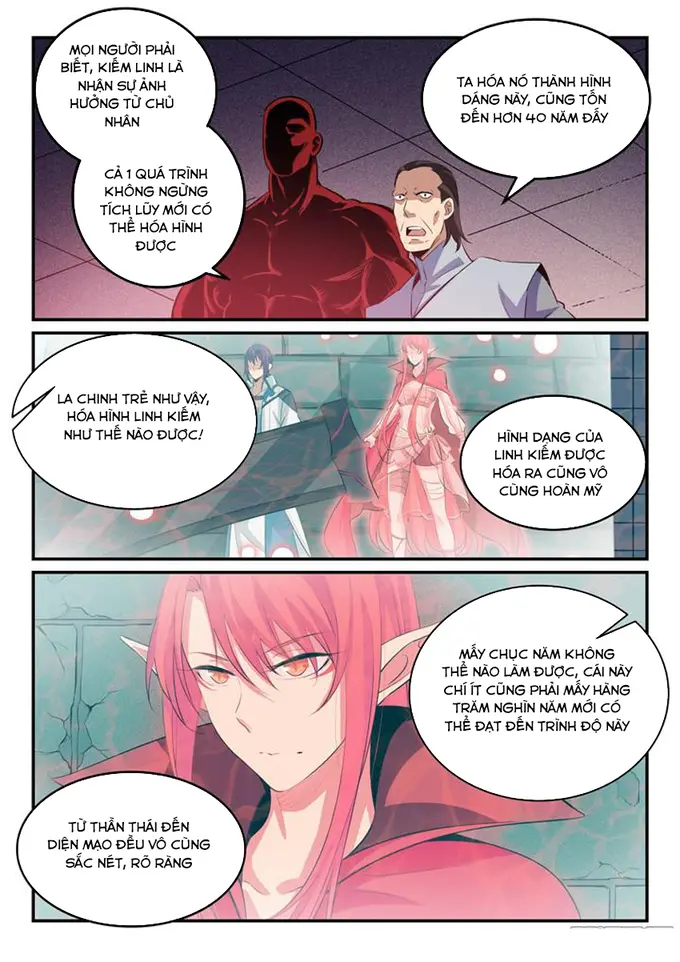 MỌI NGƯỜI PHẢI
BIẾT, KIẾM LINH LÀ
NHẬN SỰ ẢNH
HƯỞNG TỪ CHỦ
NHÂN
TA HÓA NÓ THÀNH HÌNH
DÁNG NÀY, CŨNG TỐN
ĐẾN HƠN 40 NĂM ĐẤY
CẢ 1 QUÁ TRÌNH
KHÔNG NGỪNG
TÍCH LŨY MỚI CÓ
THỂ HÓA HÌNH
ĐƯỢC
LA CHINH TRẺ NHƯ VẬY,
HÓA HÌNH LINH KIẾM
NHƯ THẾ NÀO ĐƯỢC!
HÌNH DẠNG CỦA
LINH KIẾM ĐƯỢC
HÓA RA CŨNG VÔ
CÙNG HOÀN MỸ
MẤY CHỤC NĂM KHÔNG
THỂ NÀO LÀM ĐƯỢC, CÁI NÀY
CHÍ ÍT CŨNG PHẢI MẤY HÀNG
TRĂM NGHÌN NĂM MỚI CÓ
THỂ ĐẠT ĐẾN TRÌNH ĐỘ NÀY
TỪ THẦN THÁI ĐẾN
DIỆN MẠO ĐỀU VÔ CÙNG
SẮC NÉT, RÕ RÀNG